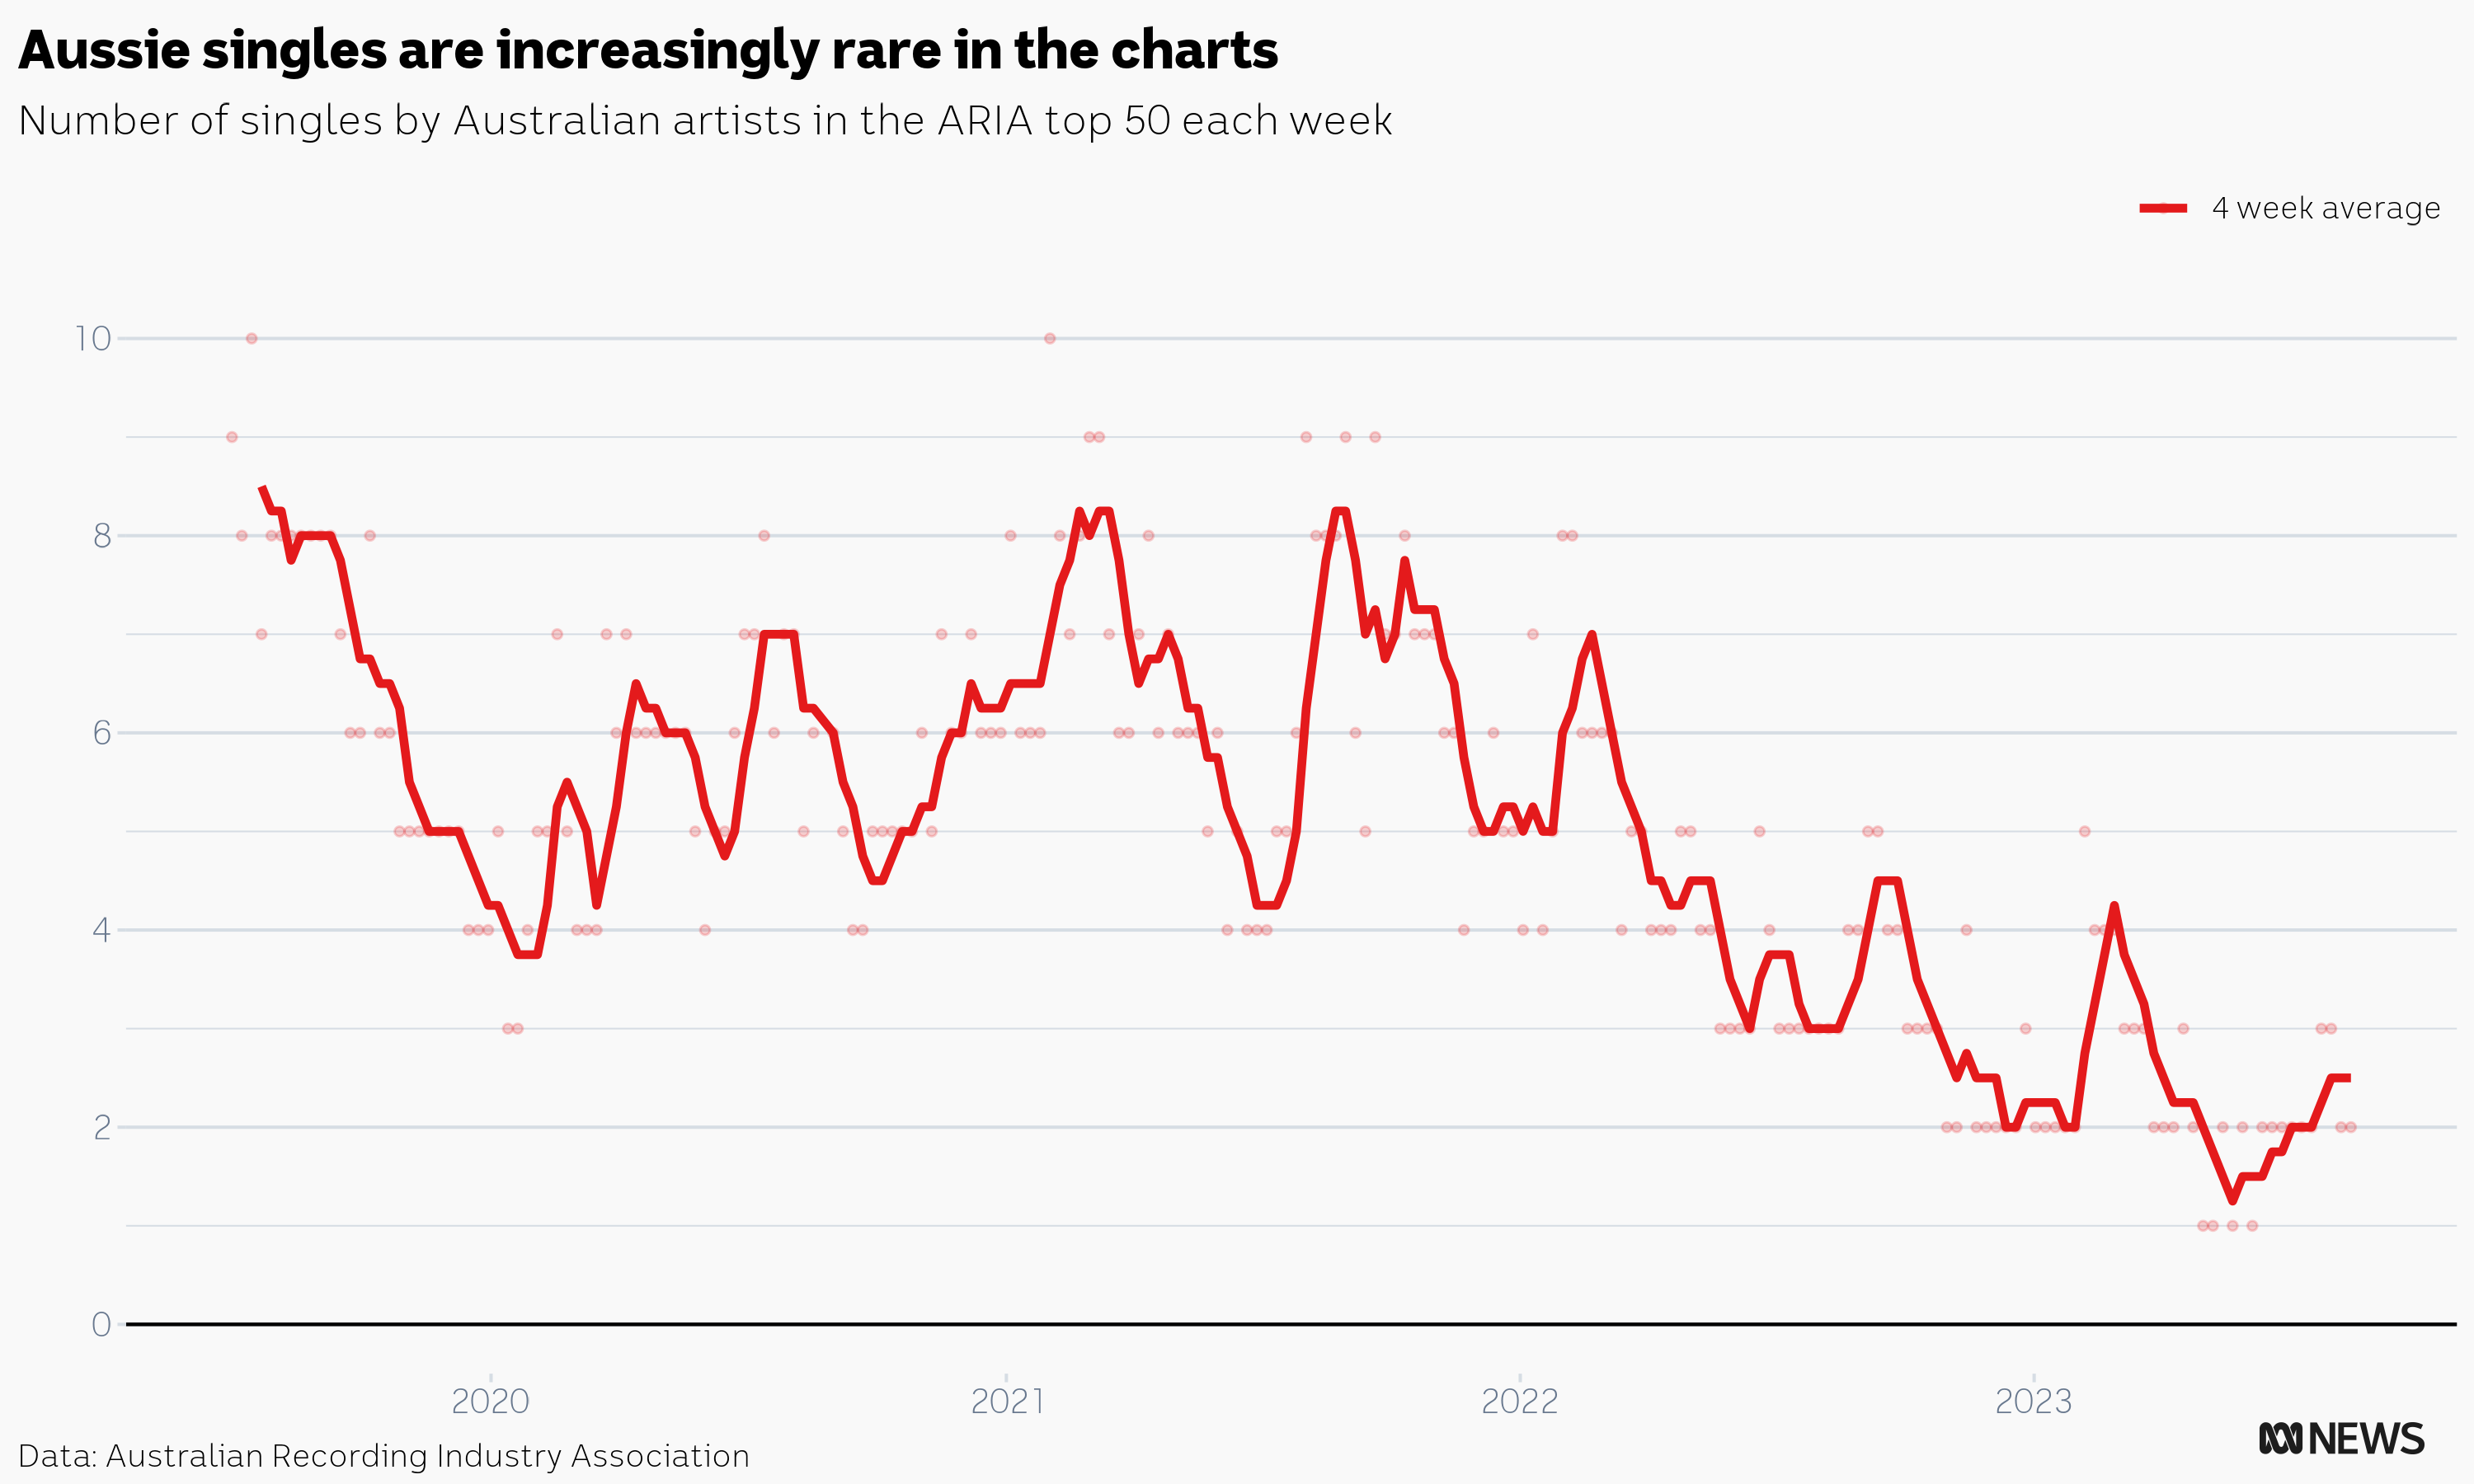 Aussie singles are increasingly rare in the charts
Number of singles by Australian artists in the ARIA top 50 each week
4 week average
10
8
6
4
2
0
2020 2021 2022 2023
Data: Australian Recording Industry Association
NEWS